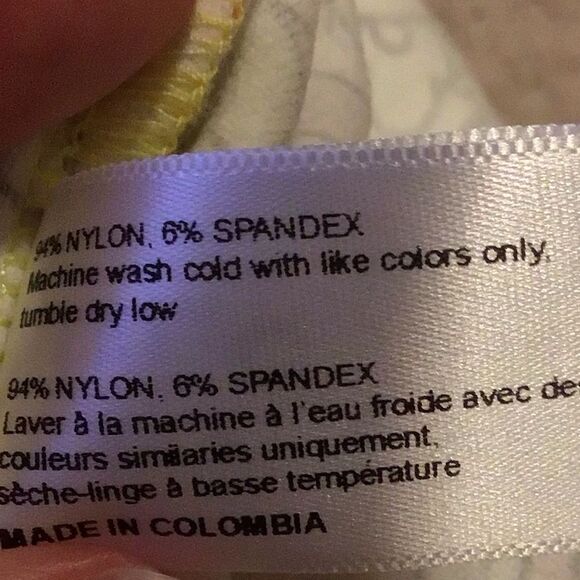 94% NYLON, 6% SPANDEX
Machine wash cold with like colors only,
tumble dry low
94% NYLON, 6% SPANDEX
Laver à la machine à l'eau froide avec de
couleurs similiaries uniquement,
sèche-linge à basse température
MADE IN COLOMBIA